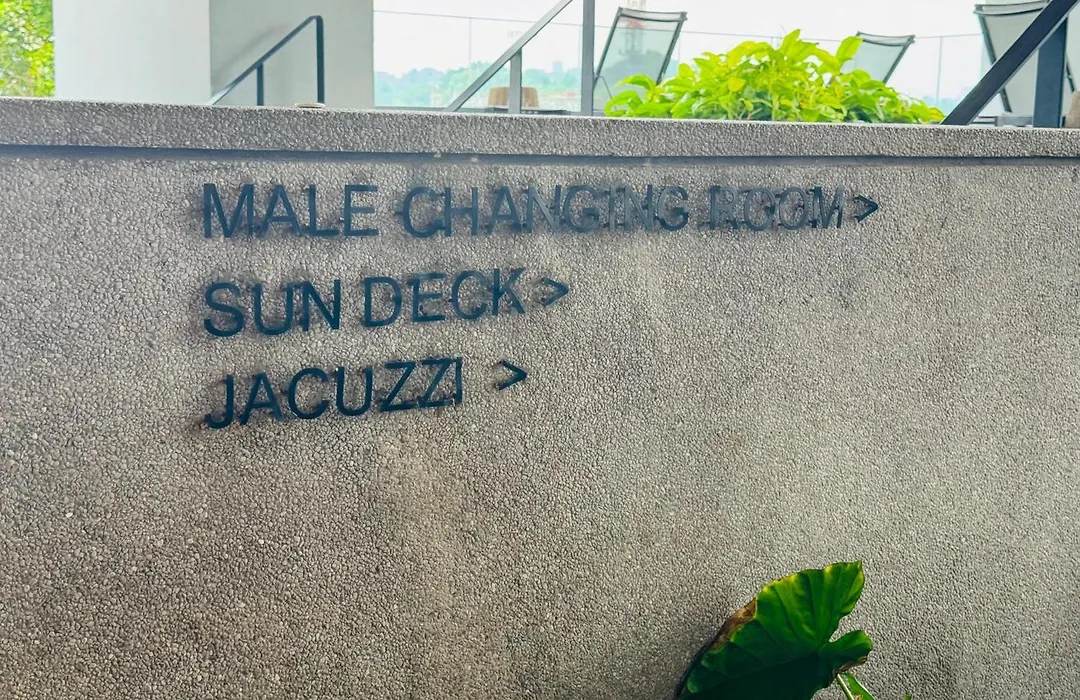 MALE CHANGING ROOM >
SUN DECK >
JACUZZI >